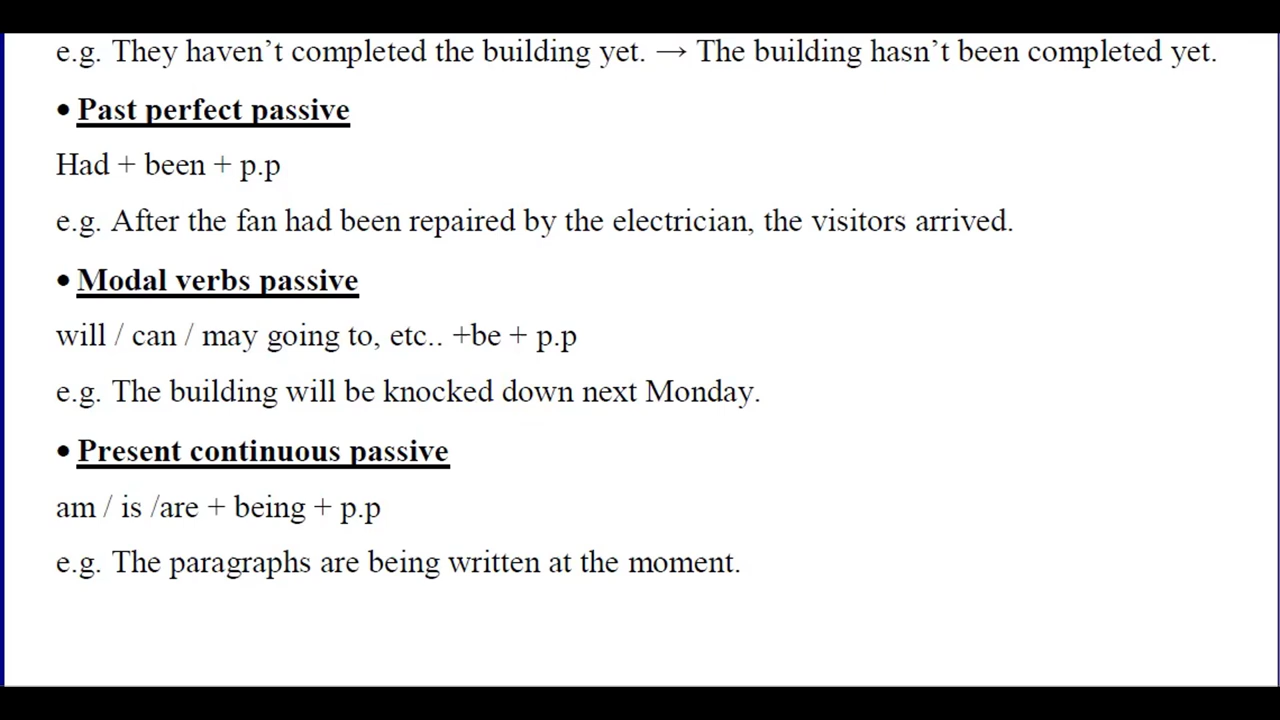 e.g. They haven’t completed the building yet. → The building hasn’t been completed yet.
• Past perfect passive
Had + been + p.p
e.g. After the fan had been repaired by the electrician, the visitors arrived.
• Modal verbs passive
will / can / may going to, etc.. +be + p.p
e.g. The building will be knocked down next Monday.
• Present continuous passive
am / is /are + being + p.p
e.g. The paragraphs are being written at the moment.